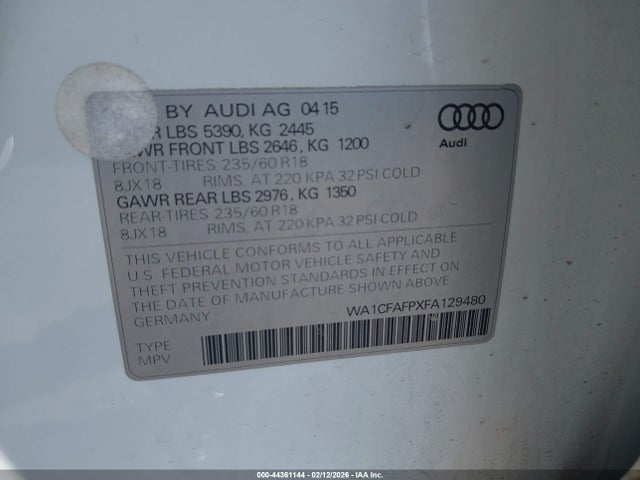 BY AUDI AG 04 15
R LBS 5390, KG 2445
GAWR FRONT LBS 2646, KG 1200
FRONT-TIRES 235/60 R18
8JX18 RIMS, AT 220 KPA 32 PSI COLD
GAWR REAR LBS 2976, KG 1350
REAR-TIRES 235/60 R18
8JX18 RIMS, AT 220 KPA 32 PSI COLD
THIS VEHICLE CONFORMS TO ALL APPLICABLE
U.S. FEDERAL MOTOR VEHICLE SAFETY AND
THEFT PREVENTION STANDARDS IN EFFECT ON
THE DATE OF MANUFACTURE SHOWN ABOVE.
GERMANY
WA1CFAFPXFA129480
TYPE
MPV
Audi
000-44361144 - 02/12/2026 - IAA Inc.